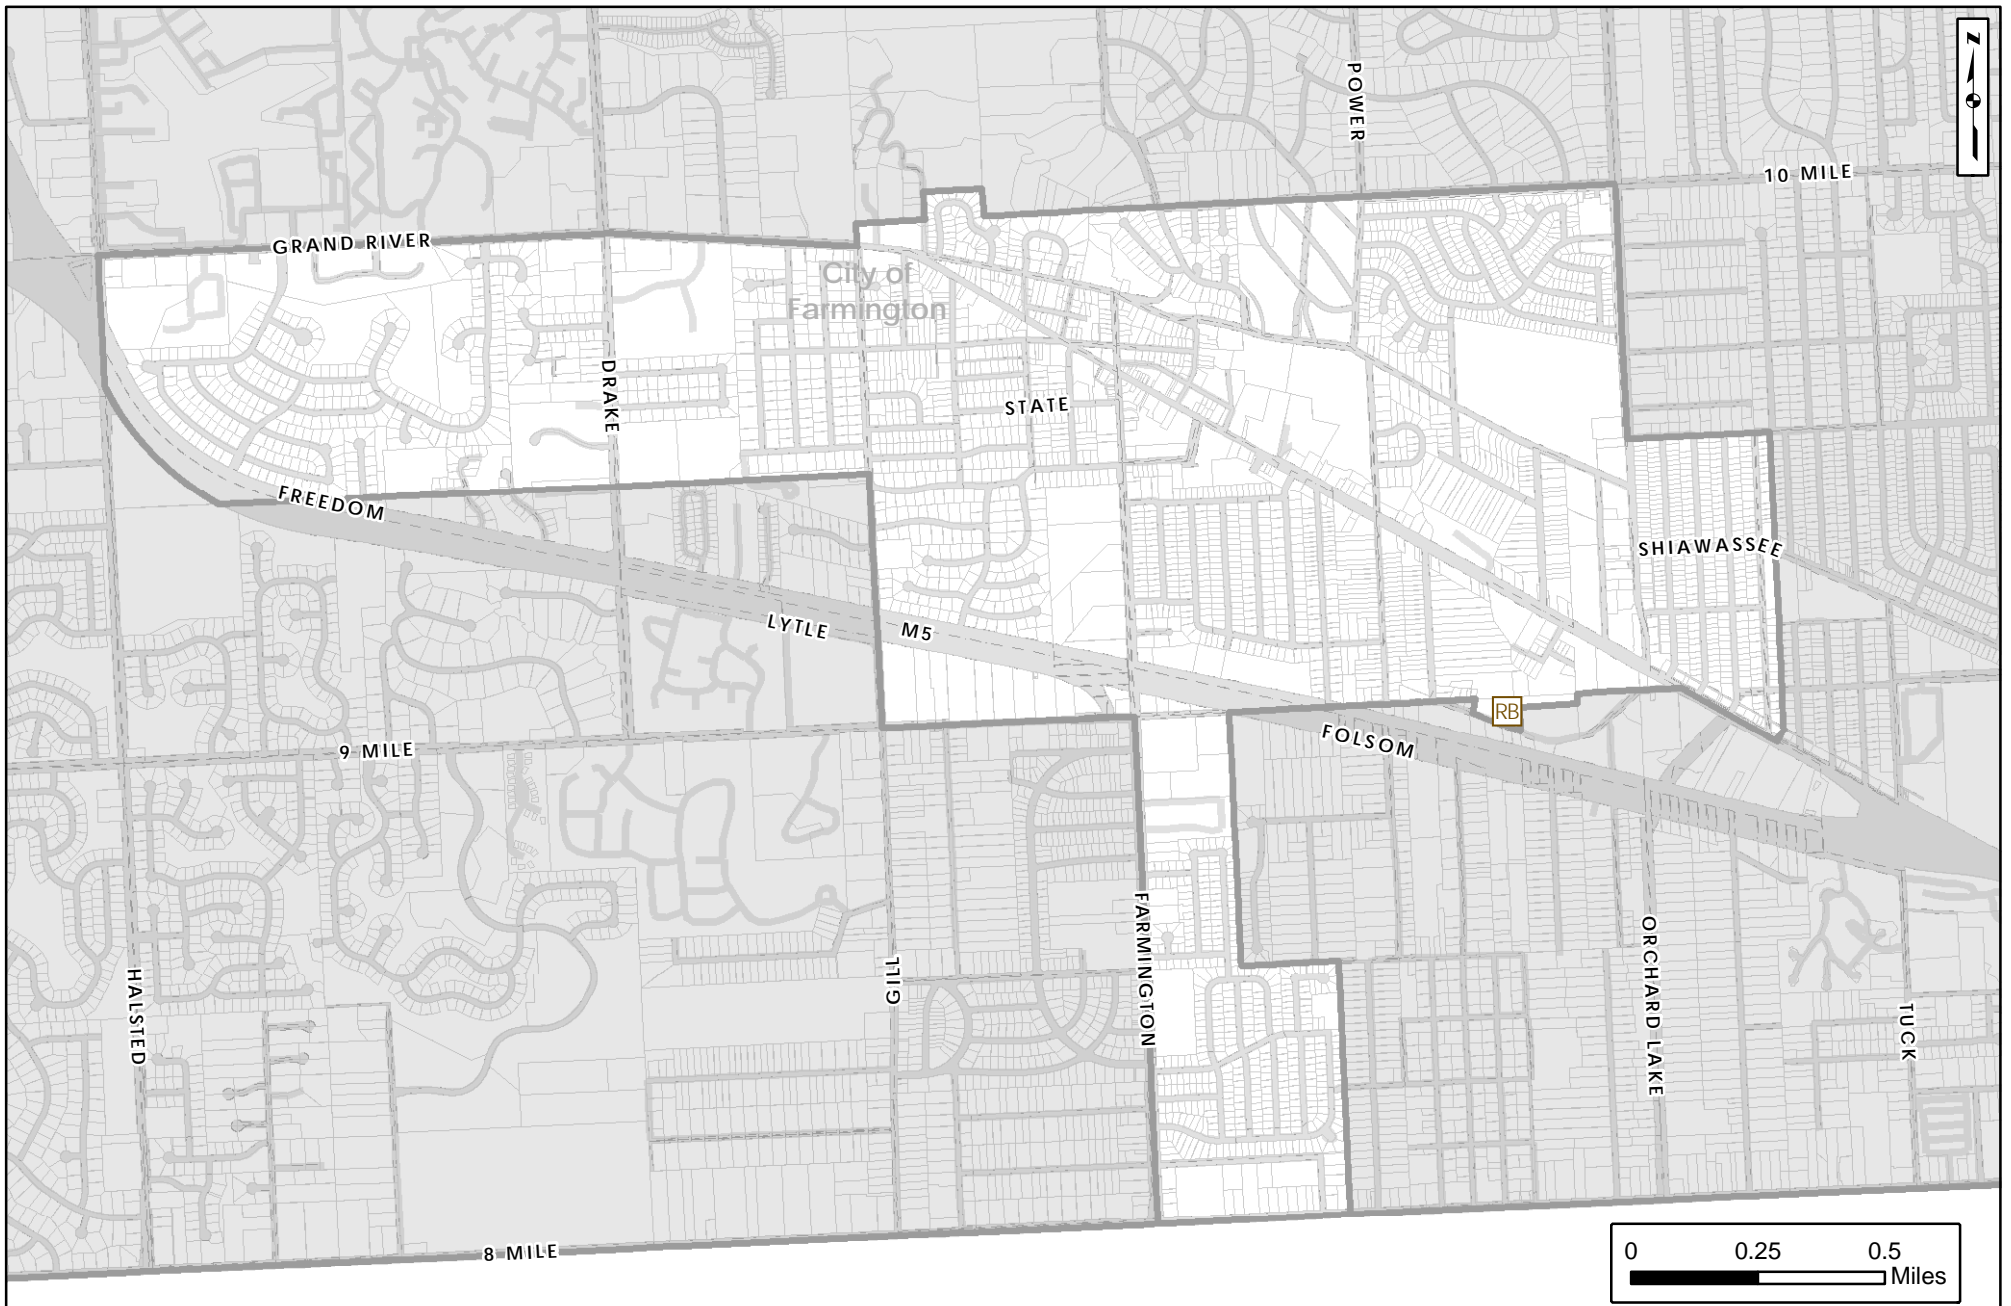 N
POWER
10 MILE
GRAND RIVER
City of
Farmington
DRAKE
STATE
FREEDOM
SHIAWASSEE
LYTLE
M5
RB
FOLSOM
9 MILE
FARMINGTON
ORCHARD LAKE
GILL
HALSTED
TUCK
8 MILE
0 0.25 0.5
Miles